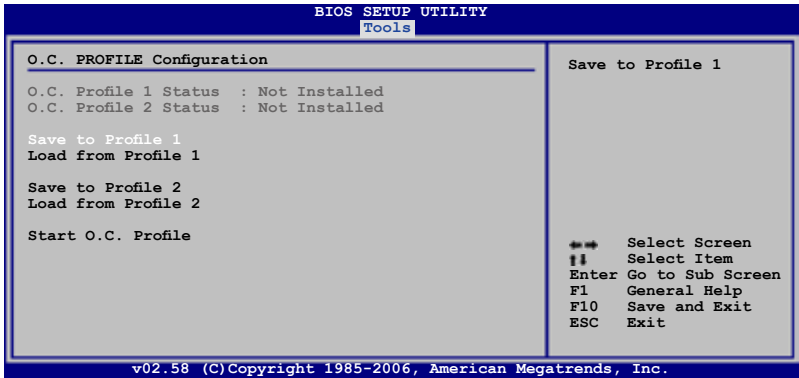 BIOS SETUP UTILITY
Tools
O.C. PROFILE Configuration
O.C. Profile 1 Status : Not Installed
O.C. Profile 2 Status : Not Installed
Save to Profile 1
Load from Profile 1
Save to Profile 2
Load from Profile 2
Start O.C. Profile
Save to Profile 1
Select Screen
Select Item
Enter Go to Sub Screen
F1 General Help
F10 Save and Exit
ESC Exit
v02.58 (C)Copyright 1985-2006, American Megatrends, Inc.